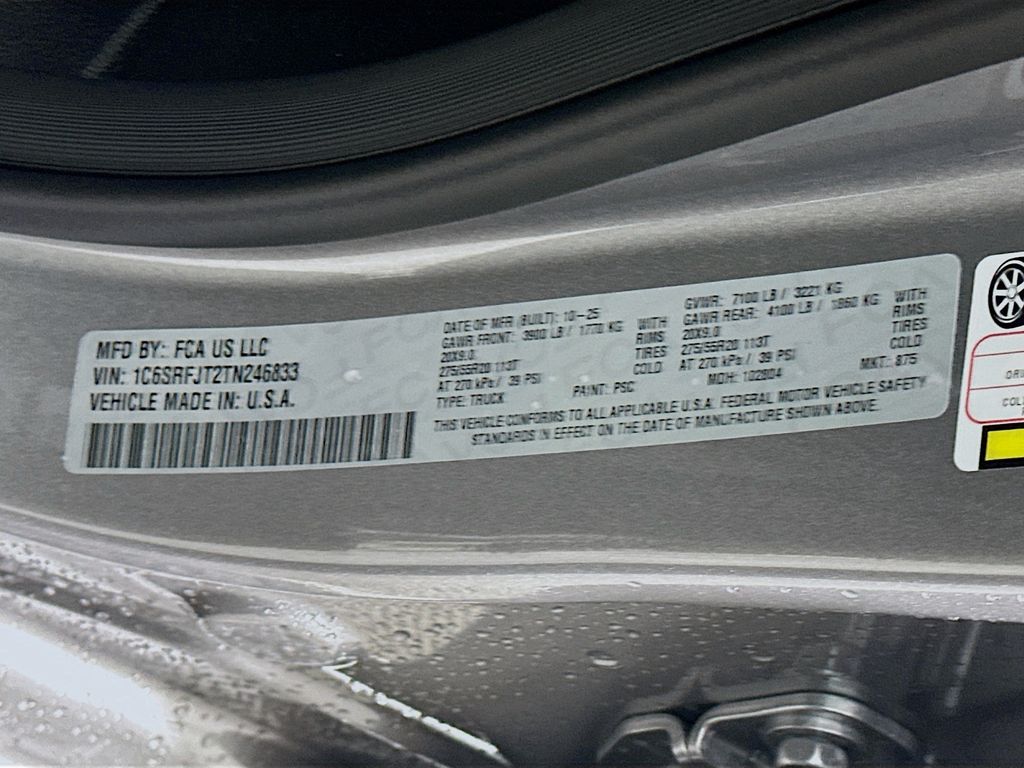 MFD BY: FCA US LLC
VIN: 1C6SRFJT2TN246833
VEHICLE MADE IN: U.S.A.
DATE OF MFR (BUILT): 10-25
GAWR FRONT: 3900 LB / 1770 KG WITH
20X9.0 RIMS
275/55R20 113T TIRES
AT 270 kPa / 39 PSI COLD
TYPE: TRUCK PAINT: PSC
GVWR: 7100 LB / 3221 KG
GAWR REAR: 4100 LB / 1860 KG WITH
20X9.0 RIMS
275/55R20 113T TIRES
AT 270 kPa / 39 PSI COLD
MDH: 102804 MKT: 875
THIS VEHICLE CONFORMS TO ALL APPLICABLE U.S.A. FEDERAL MOTOR VEHICLE SAFETY
STANDARDS IN EFFECT ON THE DATE OF MANUFACTURE SHOWN ABOVE.